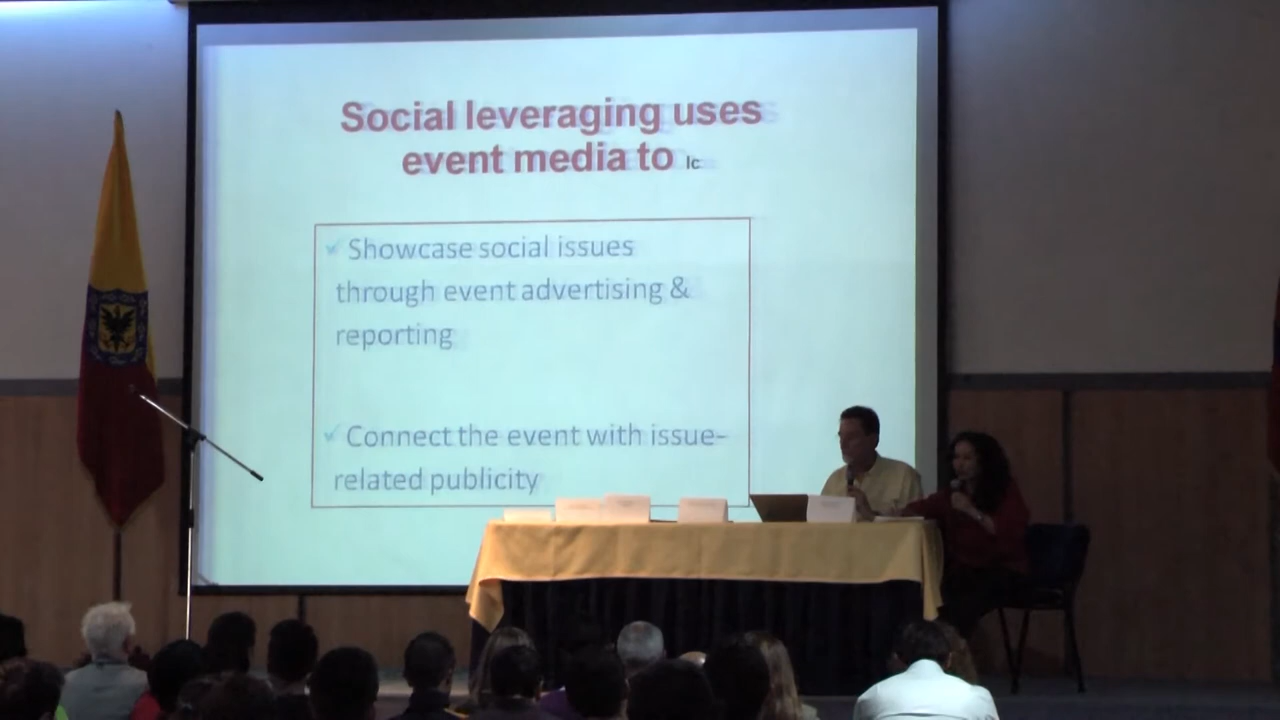 Social leveraging uses
event media to lc
✓ Showcase social issues
through event advertising &
reporting
✓ Connect the event with issue-
related publicity